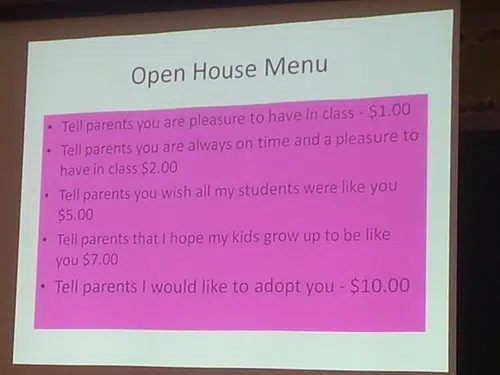 Open House Menu
• Tell parents you are pleasure to have in class - $1.00
• Tell parents you are always on time and a pleasure to
have in class $2.00
• Tell parents you wish all my students were like you
$5.00
• Tell parents that I hope my kids grow up to be like
you $7.00
• Tell parents I would like to adopt you - $10.00